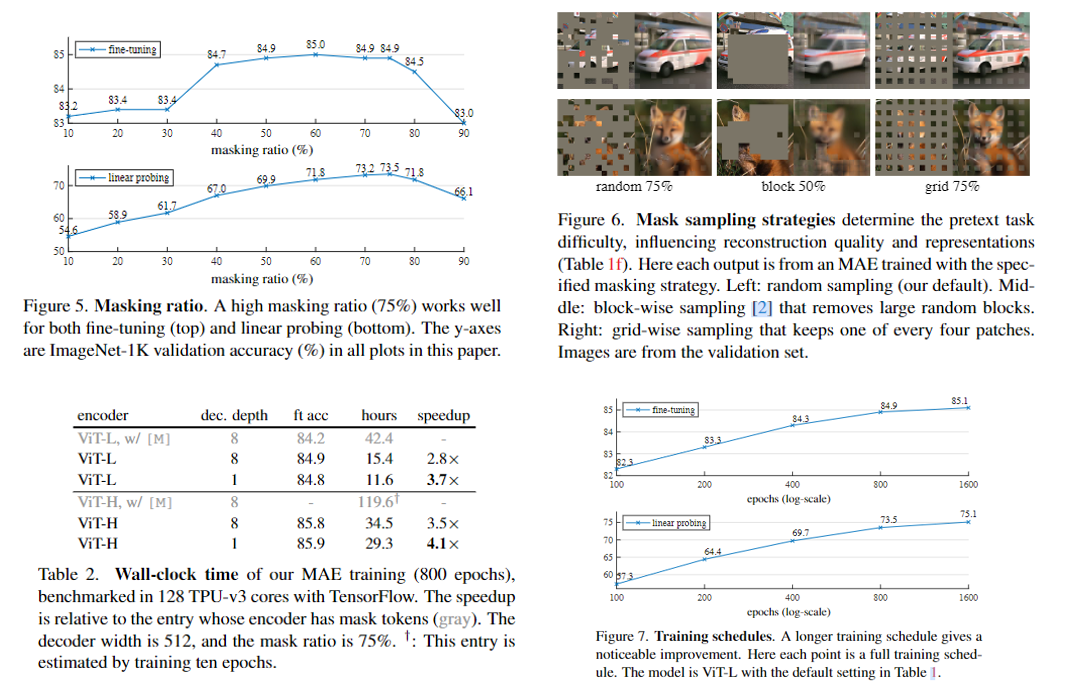 fine-tuning
85
84
83
83.2
83.4
83.4
84.7
84.9
85.0
84.9
84.9
84.5
83.0
10 20 30 40 50 60 70 80 90
masking ratio (%)
linear probing
70
60
50
54.6
58.9
61.7
67.0
69.9
71.8
73.2
73.5
71.8
66.1
10 20 30 40 50 60 70 80 90
masking ratio (%)
Figure 5. Masking ratio. A high masking ratio (75%) works well
for both fine-tuning (top) and linear probing (bottom). The y-axes
are ImageNet-1K validation accuracy (%) in all plots in this paper.
encoder dec. depth ft acc hours speedup
ViT-L, w/ [M] 8 84.2 42.4 -
ViT-L 8 84.9 15.4 2.8×
ViT-L 1 84.8 11.6 3.7×
ViT-H, w/ [M] 8 - 119.6† -
ViT-H 8 85.8 34.5 3.5×
ViT-H 1 85.9 29.3 4.1×
Table 2. Wall-clock time of our MAE training (800 epochs),
benchmarked in 128 TPU-v3 cores with TensorFlow. The speedup
is relative to the entry whose encoder has mask tokens (gray). The
decoder width is 512, and the mask ratio is 75%. †: This entry is
estimated by training ten epochs.
random 75% block 50% grid 75%
Figure 6. Mask sampling strategies determine the pretext task
difficulty, influencing reconstruction quality and representations
(Table 1f). Here each output is from an MAE trained with the spec-
ified masking strategy. Left: random sampling (our default). Mid-
dle: block-wise sampling [2] that removes large random blocks.
Right: grid-wise sampling that keeps one of every four patches.
Images are from the validation set.
fine-tuning
85
84
83
82
82.3
83.3
84.3
84.9
85.1
100 200 400 800 1600
epochs (log-scale)
linear probing
75
70
65
60
57.3
64.4
69.7
73.5
75.1
100 200 400 800 1600
epochs (log-scale)
Figure 7. Training schedules. A longer training schedule gives a
noticeable improvement. Here each point is a full training sched-
ule. The model is ViT-L with the default setting in Table 1.